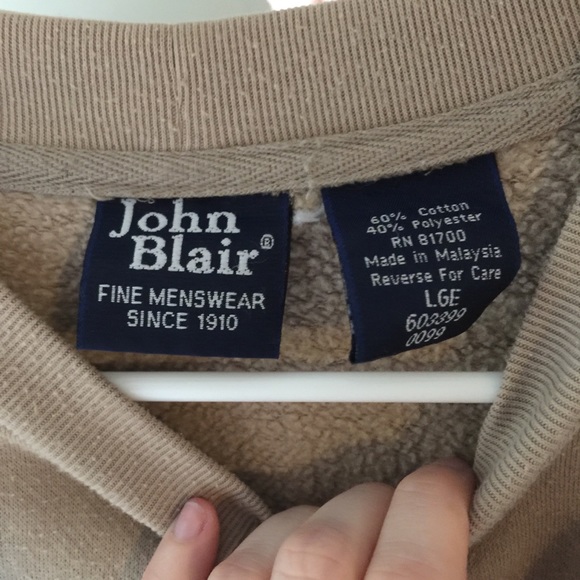 John
Blair®
FINE MENSWEAR
SINCE 1910
60% Cotton
40% Polyester
RN 81700
Made in Malaysia
Reverse For Care
LGE
603399
0099